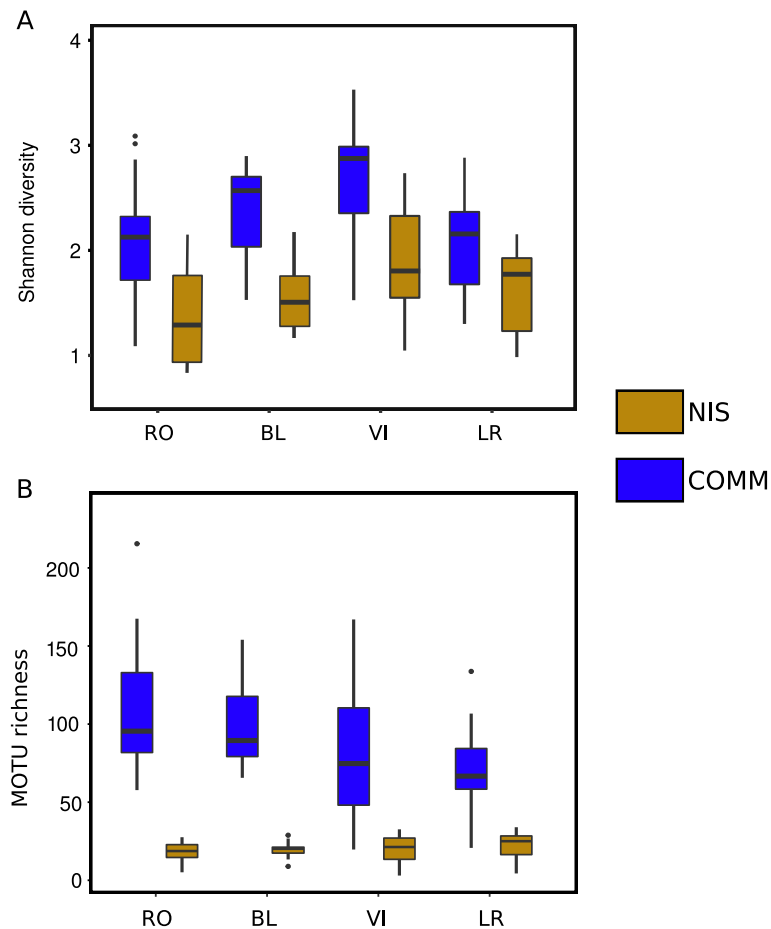 A
Shannon diversity
4
3
2
1
RO BL VI LR
NIS
COMM
B
MOTU richness
200
150
100
50
0
RO BL VI LR